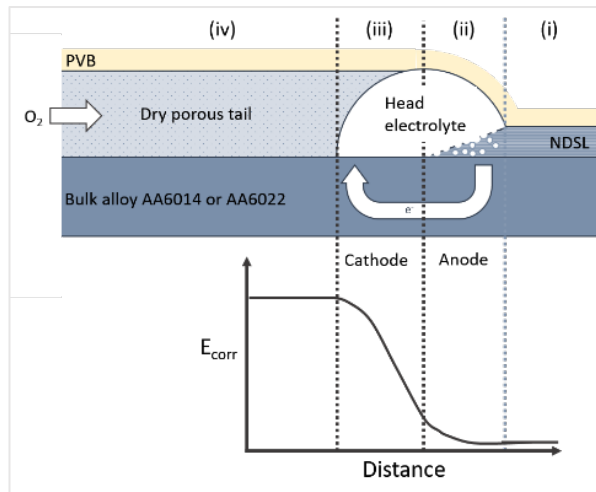 (iv) (iii) (ii) (i)
PVB
O2
Dry porous tail
Head
electrolyte
NDSL
Bulk alloy AA6014 or AA6022
e-
Cathode Anode
Ecorr
Distance